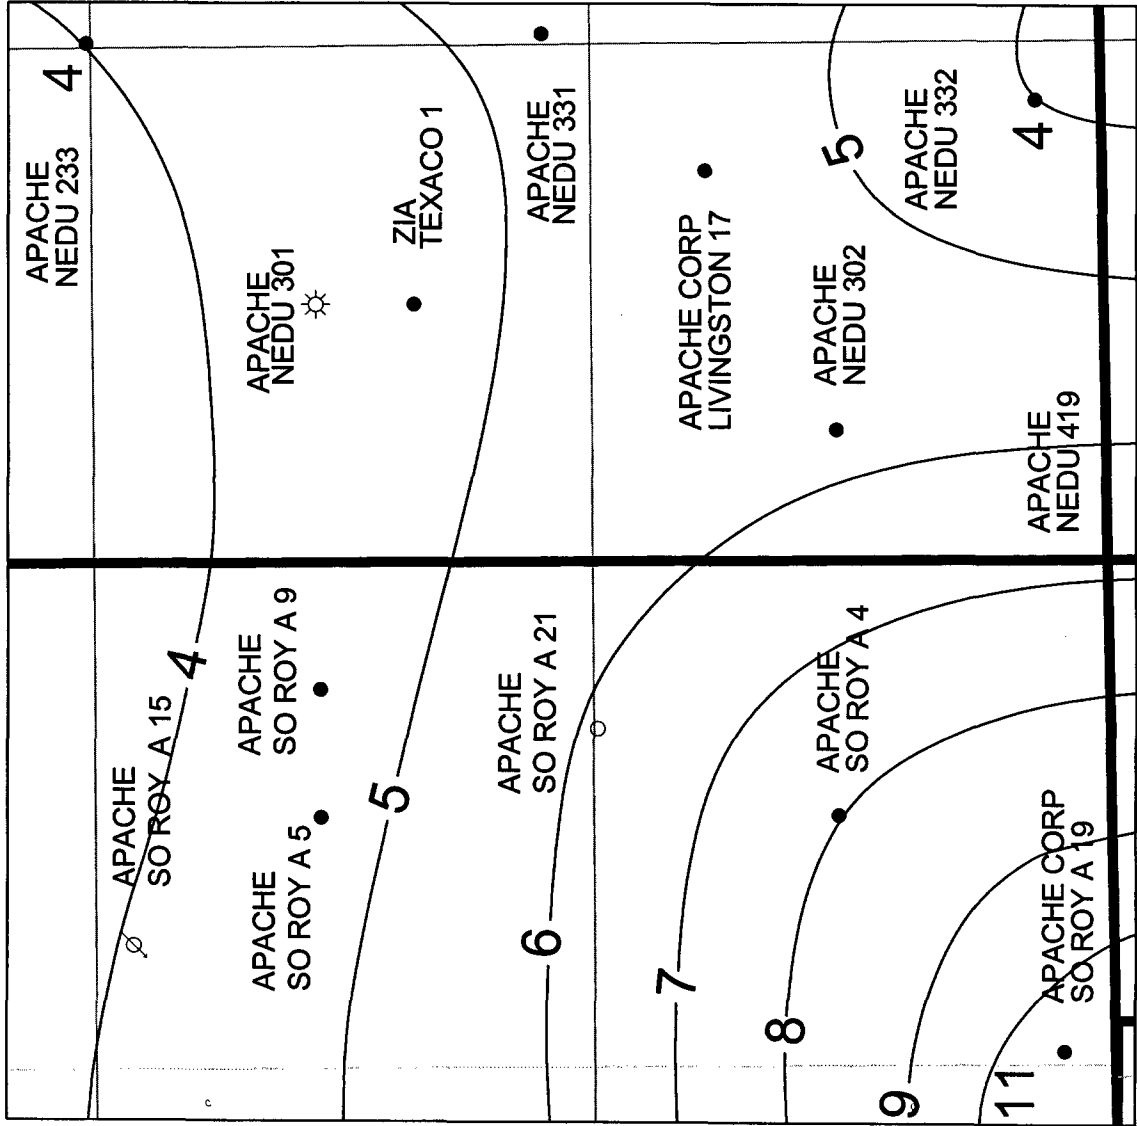 4
APACHE
NEDU 233
ZIA
TEXACO 1
APACHE
NEDU 301
APACHE
NEDU 331
APACHE CORP
LIVINGSTON 17
5
APACHE
NEDU 332
4
APACHE
NEDU 302
APACHE
NEDU 419
4
APACHE
SO ROY A 15
APACHE
SO ROY A 9
5
APACHE
SO ROY A 5
APACHE
SO ROY A 21
APACHE
SO ROY A 4
6
7
8
9
11
APACHE CORP
SO ROY A 19